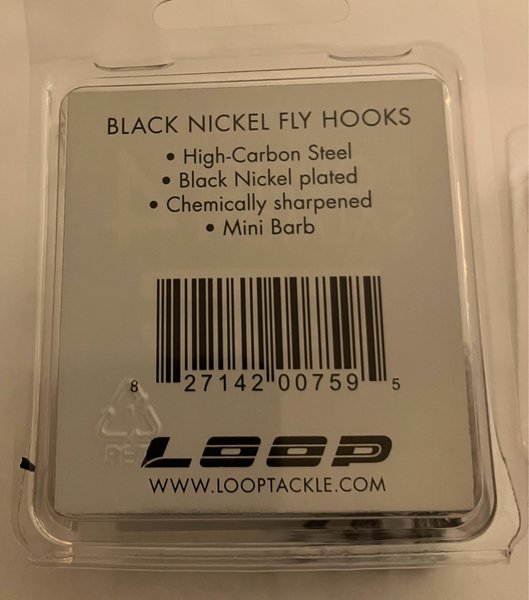 BLACK NICKEL FLY HOOKS
• High-Carbon Steel
• Black Nickel plated
• Chemically sharpened
• Mini Barb
8 27142 00759 5
LOOP
WWW.LOOPTACKLE.COM